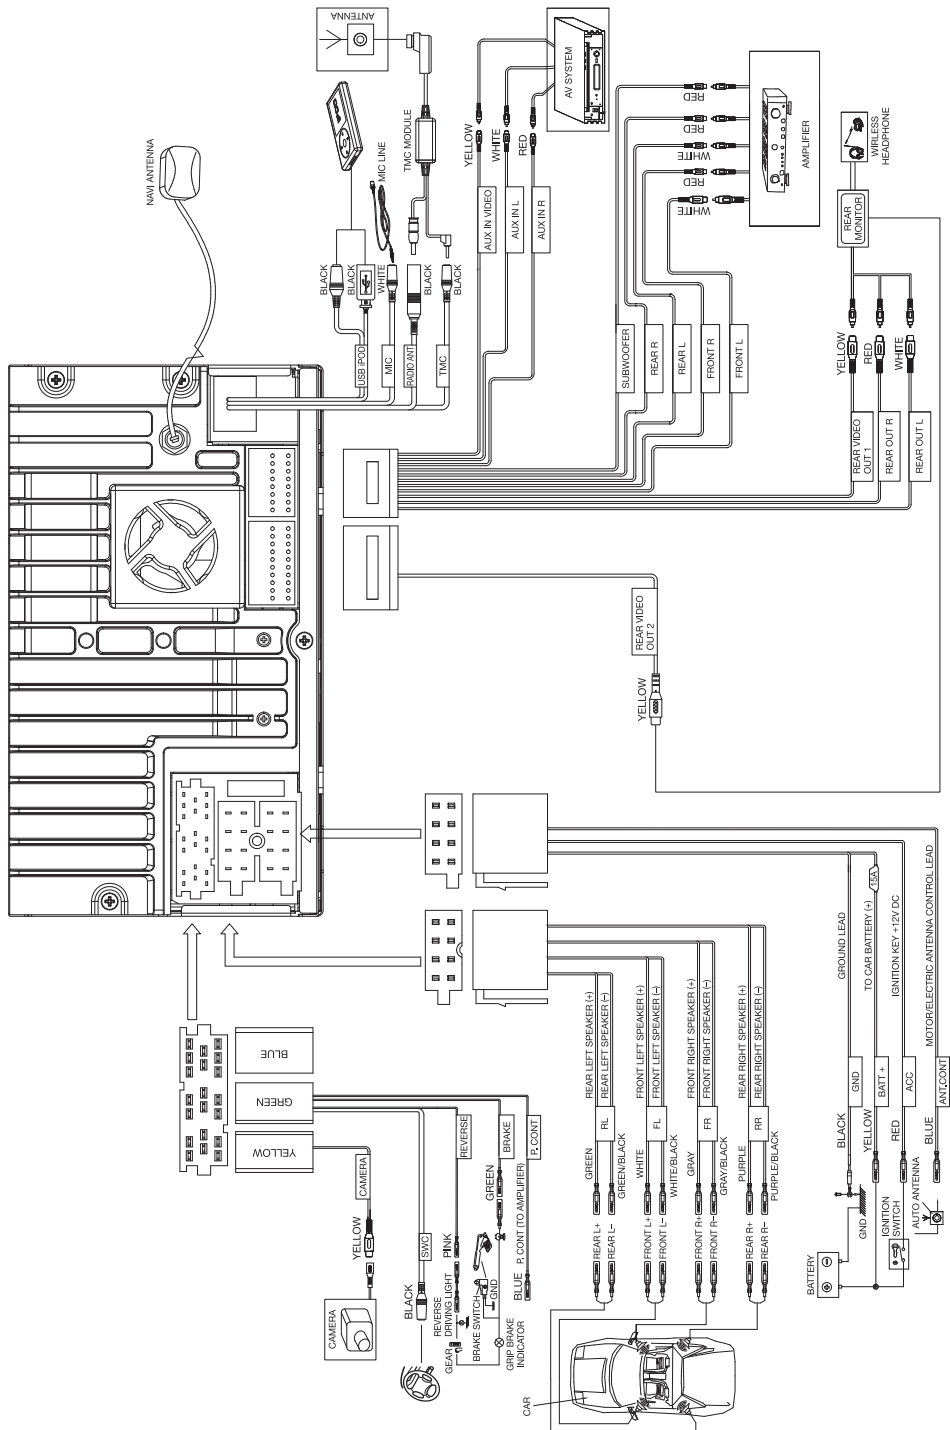 ANTENNA
NAVI ANTENNA
MIC LINE
TMC MODULE
BLACK
BLACK
WHITE
BLACK
BLACK
USB iPOD
MIC
RADIO ANT
TMC
AV SYSTEM
YELLOW
WHITE
RED
AUX IN VIDEO
AUX IN L
AUX IN R
RED
RED
WHITE
RED
WHITE
AMPLIFIER
SUBWOOFER
REAR R
REAR L
FRONT R
FRONT L
WIRLESS
HEADPHONE
REAR
MONITOR
YELLOW
RED
WHITE
REAR VIDEO
OUT 1
REAR OUT R
REAR OUT L
REAR VIDEO
OUT 2
YELLOW
BLUE
GREEN
YELLOW
CAMERA
YELLOW
CAMERA
SWC
BLACK
REVERSE
PINK
REVERSE
DRIVING LIGHT
GEAR
BRAKE
GREEN
BRAKE SWITCH
GND
GRIP BRAKE
INDICATOR
P. CONT
P. CONT (TO AMPLIFIER)
BLUE
REAR LEFT SPEAKER (+)
REAR LEFT SPEAKER (–)
FRONT LEFT SPEAKER (+)
FRONT LEFT SPEAKER (–)
FRONT RIGHT SPEAKER (+)
FRONT RIGHT SPEAKER (–)
REAR RIGHT SPEAKER (+)
REAR RIGHT SPEAKER (–)
RL
FL
FR
RR
GREEN
GREEN/BLACK
WHITE
WHITE/BLACK
GRAY
GRAY/BLACK
PURPLE
PURPLE/BLACK
REAR L+
REAR L–
FRONT L+
FRONT L–
FRONT R+
FRONT R–
REAR R+
REAR R–
CAR
GROUND LEAD
15A
TO CAR BATTERY (+)
IGNITION KEY +12V DC
MOTOR/ELECTRIC ANTENNA CONTROL LEAD
GND
BATT +
ACC
ANT.CONT
BLACK
YELLOW
RED
BLUE
GND
IGNITION
SWITCH
AUTO ANTENNA
BATTERY